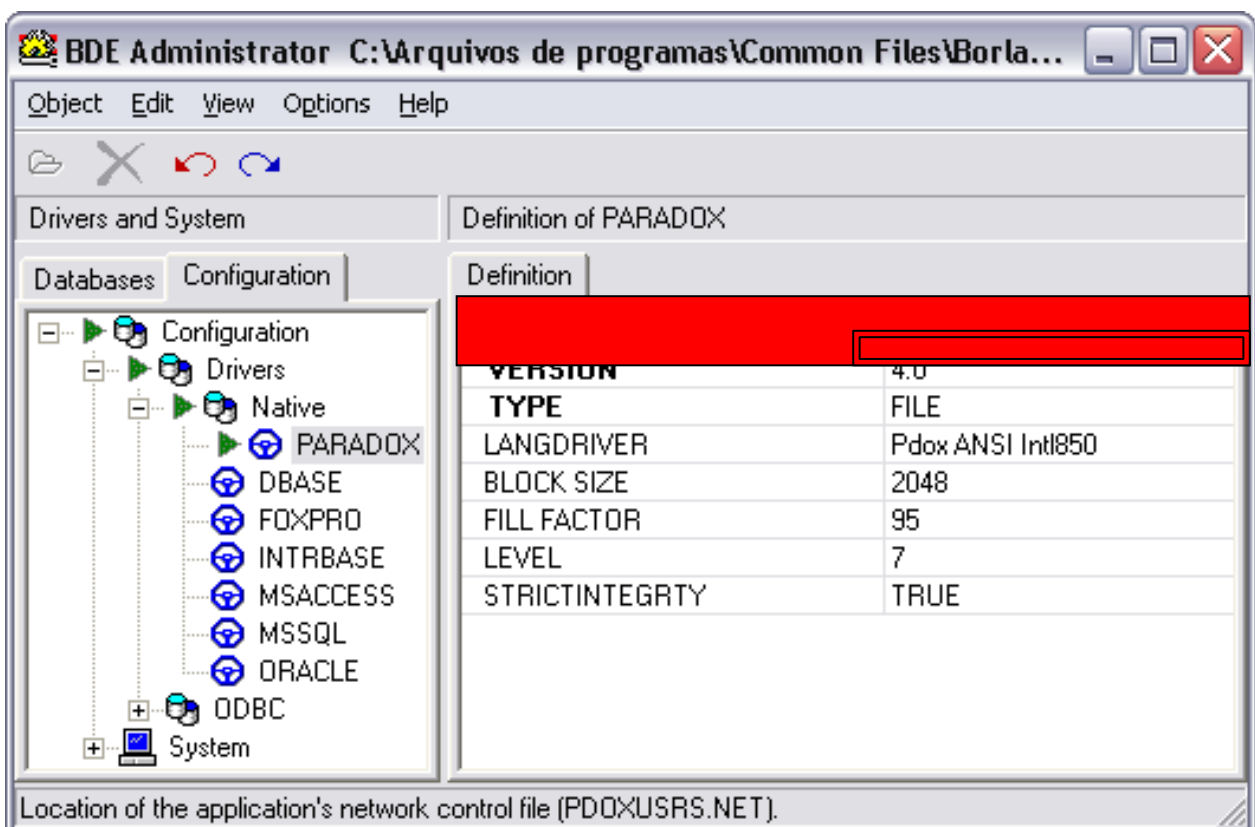 BDE Administrator C:\Arquivos de programas\Common Files\Borla...
Object Edit View Options Help
Drivers and System
Definition of PARADOX
Databases Configuration
Definition
Configuration
Drivers
Native
PARADOX
DBASE
FOXPRO
INTRBASE
MSACCESS
MSSQL
ORACLE
ODBC
System
VERSION 4.0
TYPE FILE
LANGDRIVER Pdox ANSI Intl850
BLOCK SIZE 2048
FILL FACTOR 95
LEVEL 7
STRICTINTEGRTY TRUE
Location of the application's network control file (PDOXUSRS.NET).